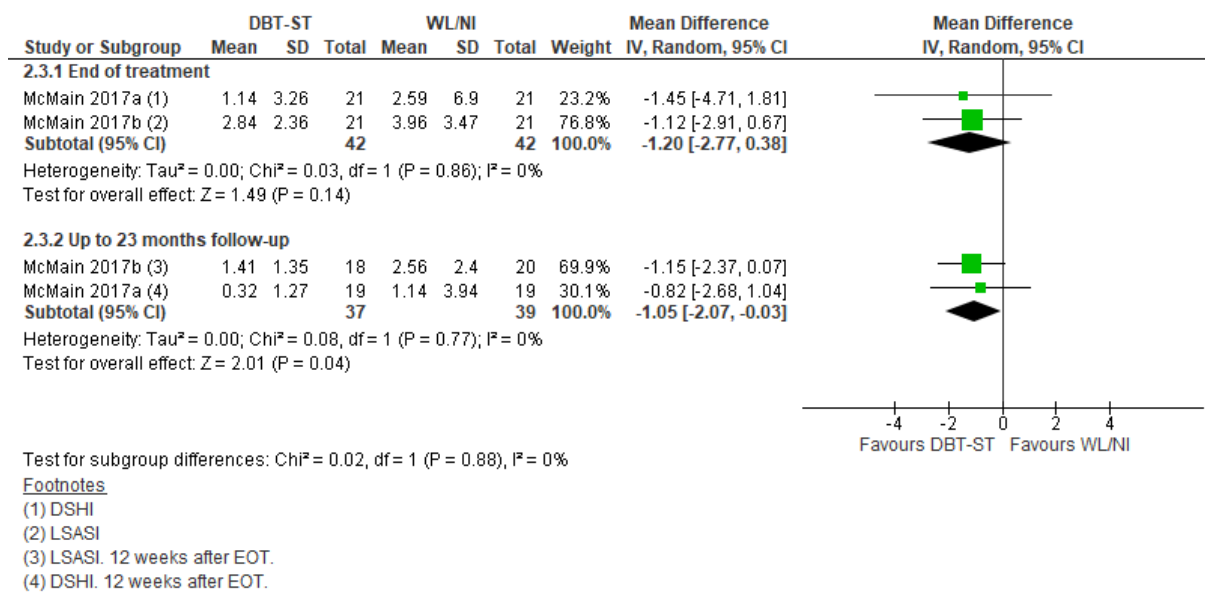 DBT-ST WL/NI Mean Difference Mean Difference
Study or Subgroup Mean SD Total Mean SD Total Weight IV, Random, 95% CI IV, Random, 95% CI
2.3.1 End of treatment
McMain 2017a (1) 1.14 3.26 21 2.59 6.9 21 23.2% -1.45 [-4.71, 1.81]
McMain 2017b (2) 2.84 2.36 21 3.96 3.47 21 76.8% -1.12 [-2.91, 0.67]
Subtotal (95% CI) 42 42 100.0% -1.20 [-2.77, 0.38]
Heterogeneity: Tau² = 0.00; Chi² = 0.03, df = 1 (P = 0.86); I² = 0%
Test for overall effect: Z = 1.49 (P = 0.14)
2.3.2 Up to 23 months follow-up
McMain 2017b (3) 1.41 1.35 18 2.56 2.4 20 69.9% -1.15 [-2.37, 0.07]
McMain 2017a (4) 0.32 1.27 19 1.14 3.94 19 30.1% -0.82 [-2.68, 1.04]
Subtotal (95% CI) 37 39 100.0% -1.05 [-2.07, -0.03]
Heterogeneity: Tau² = 0.00; Chi² = 0.08, df = 1 (P = 0.77); I² = 0%
Test for overall effect: Z = 2.01 (P = 0.04)
-4 -2 0 2 4
Favours DBT-ST Favours WL/NI
Test for subgroup differences: Chi² = 0.02, df = 1 (P = 0.88), I² = 0%
Footnotes
(1) DSHI
(2) LSASI
(3) LSASI. 12 weeks after EOT.
(4) DSHI. 12 weeks after EOT.